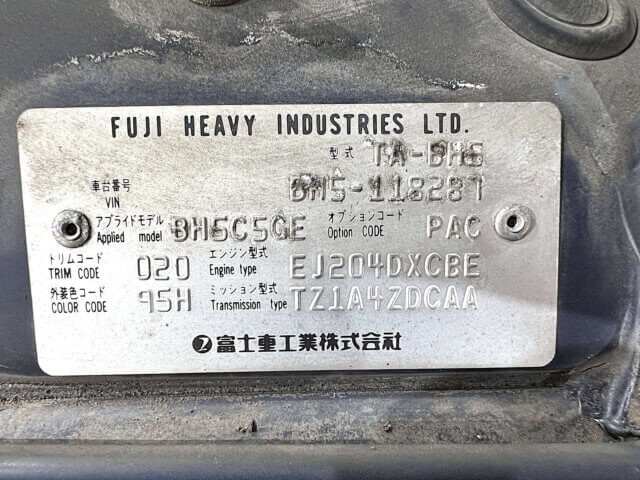 FUJI HEAVY INDUSTRIES LTD.
型式 TA-BH5
車台番号 VIN BH5-118287
アプライドモデル Applied model BH5C5GE オプションコード Option CODE PAC
トリムコード TRIM CODE 020 エンジン型式 Engine type EJ204DXCBE
外装色コード COLOR CODE 95H ミッション型式 Transmission type TZ1A4ZDCAA
富士重工業株式会社